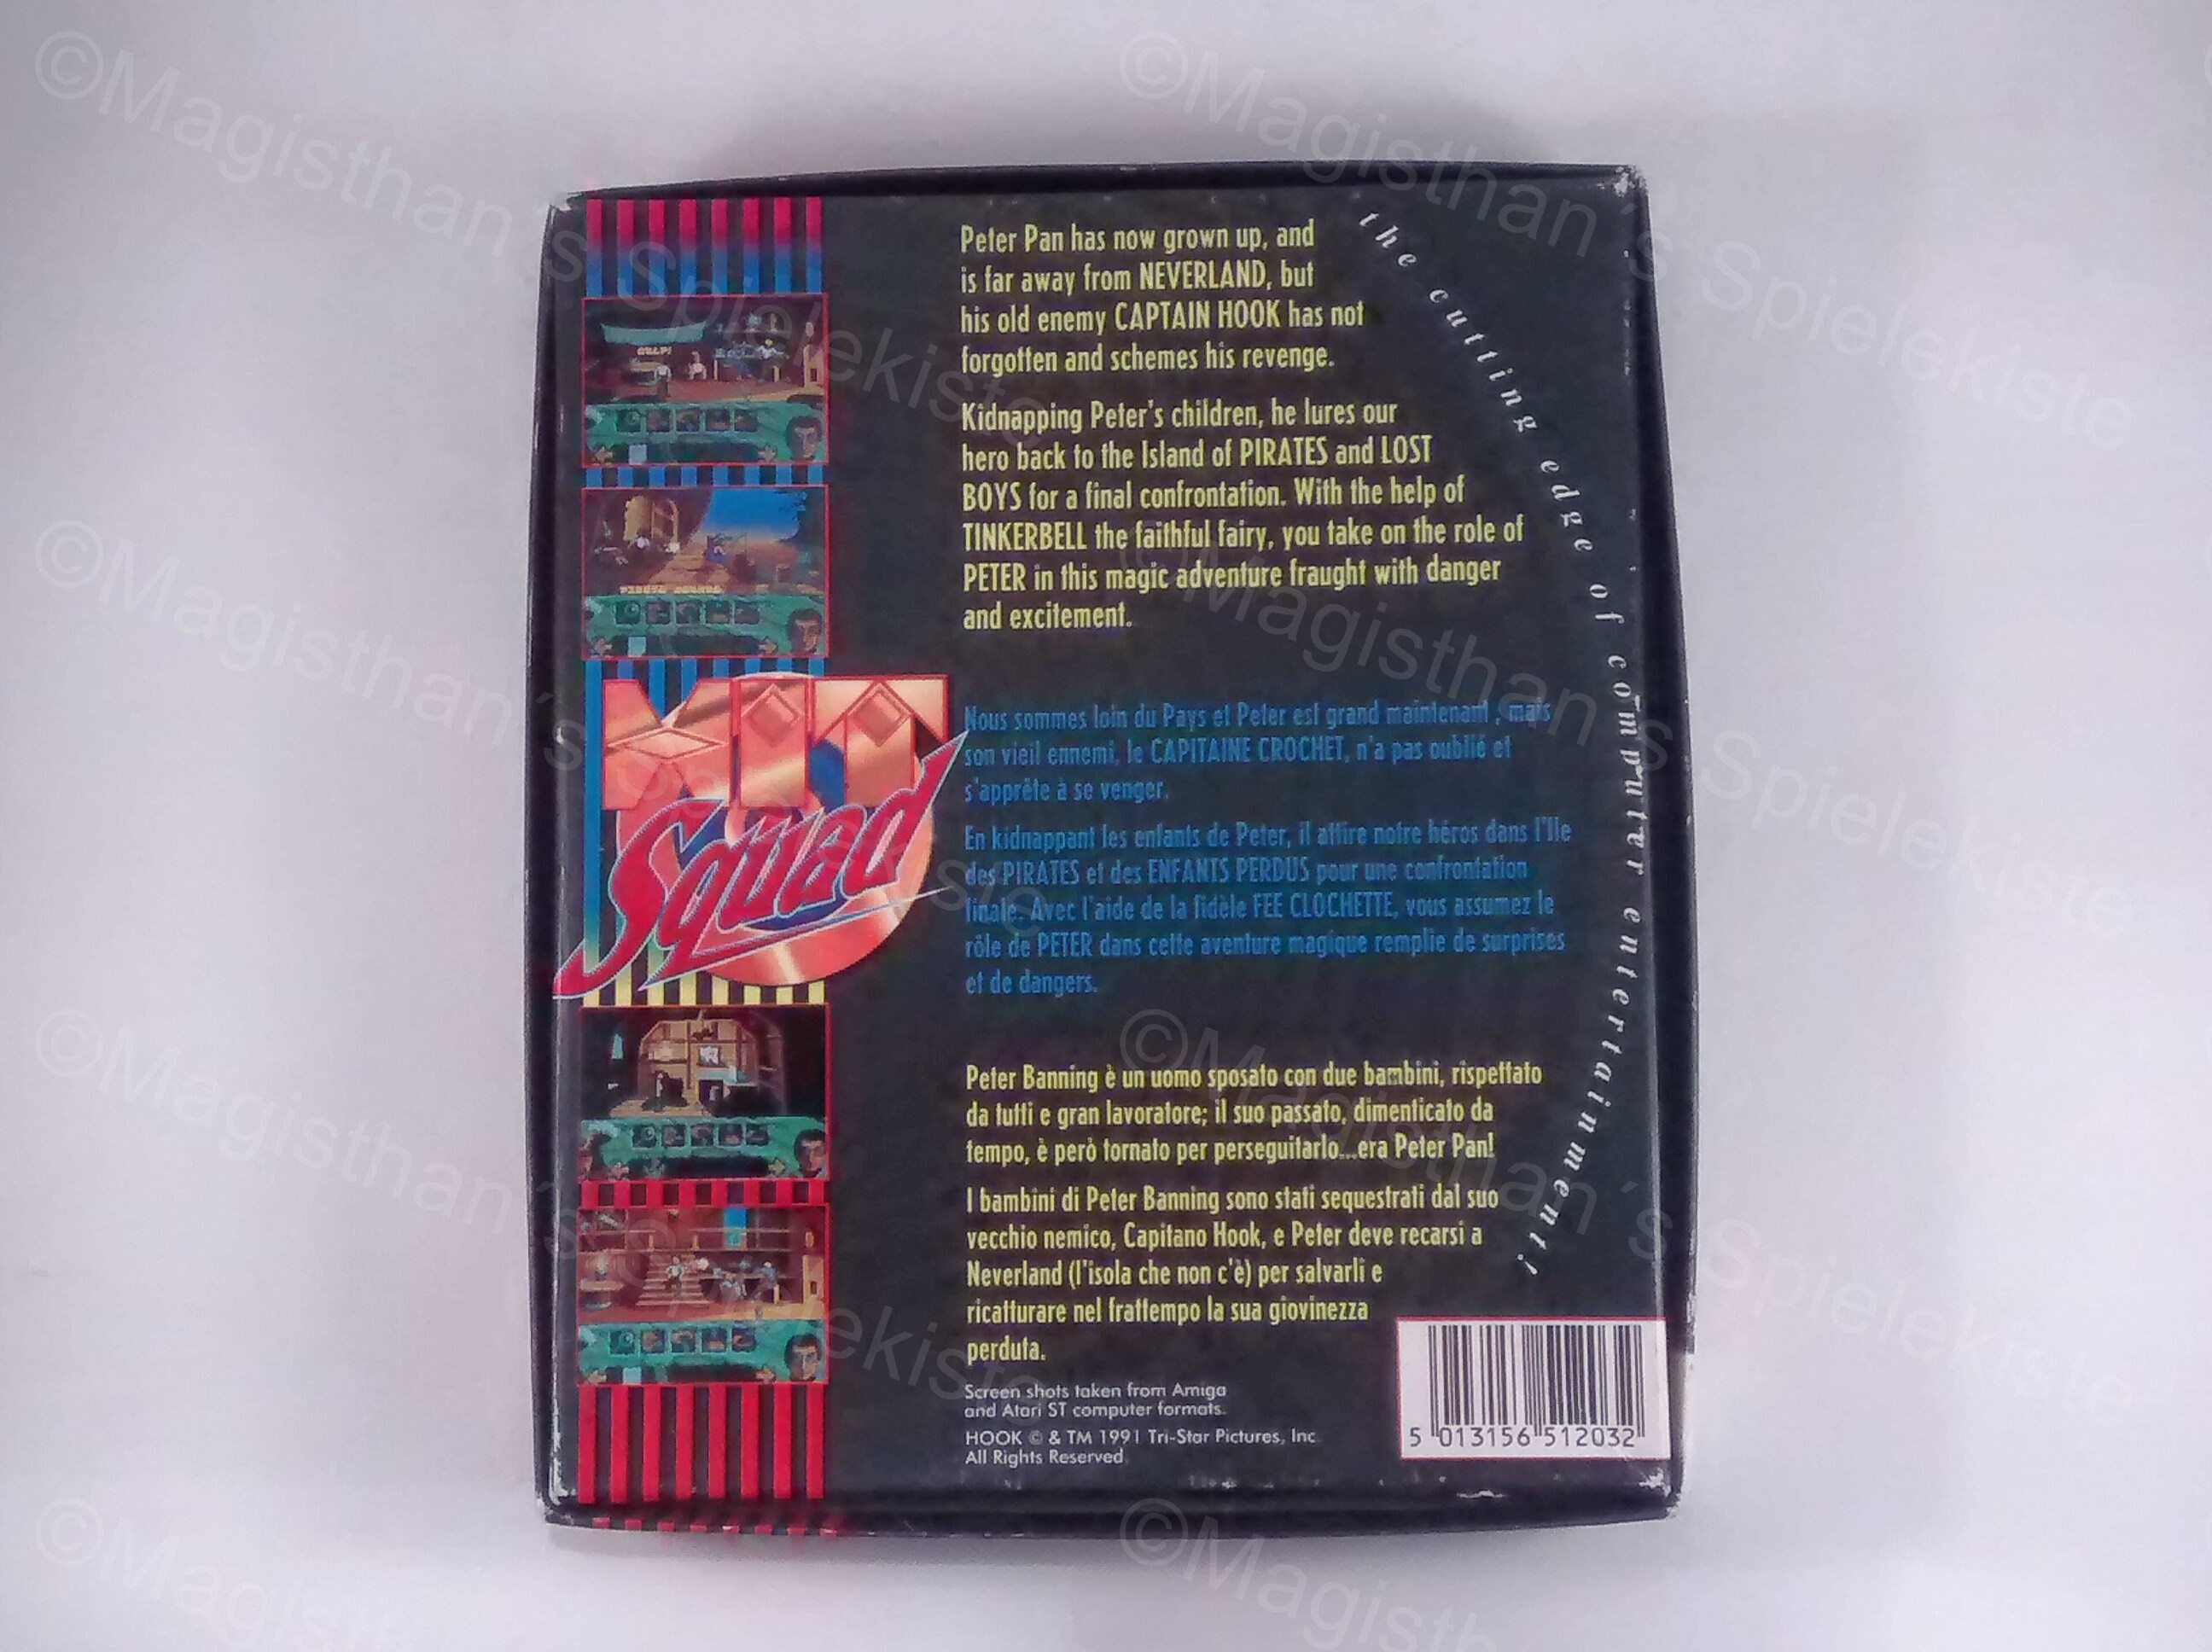 Peter Pan has now grown up, and
is far away from NEVERLAND, but
his old enemy CAPTAIN HOOK has not
forgotten and schemes his revenge.
Kidnapping Peter's children, he lures our
hero back to the Island of PIRATES and LOST
BOYS for a final confrontation. With the help of
TINKERBELL the faithful fairy, you take on the role of
PETER in this magic adventure fraught with danger
and excitement.
the cutting edge of computer entertainment!
Squad
Nous sommes loin du Pays et Peter est grand maintenant , mais
son vieil ennemi, le CAPITAINE CROCHET, n'a pas oublié et
s'apprête à se venger.
En kidnappant les enfants de Peter, il attire notre héros dans l'Ile
des PIRATES et des ENFANTS PERDUS pour une confrontation
finale. Avec l'aide de la fidèle FEE CLOCHETTE, vous assumez le
rôle de PETER dans cette aventure magique remplie de surprises
et de dangers.
Peter Banning è un uomo sposato con due bambini, rispettato
da tutti e gran lavoratore; il suo passato, dimenticato da
tempo, è però tornato per perseguitarlo...era Peter Pan!
I bambini di Peter Banning sono stati sequestrati dal suo
vecchio nemico, Capitano Hook, e Peter deve recarsi a
Neverland (l'isola che non c'è) per salvarli e
ricatturare nel frattempo la sua giovinezza
perduta.
Screen shots taken from Amiga
and Atari ST computer formats.
HOOK © & TM 1991 Tri-Star Pictures, Inc.
All Rights Reserved
5 013156 512032
©Magisthan's Spielekiste